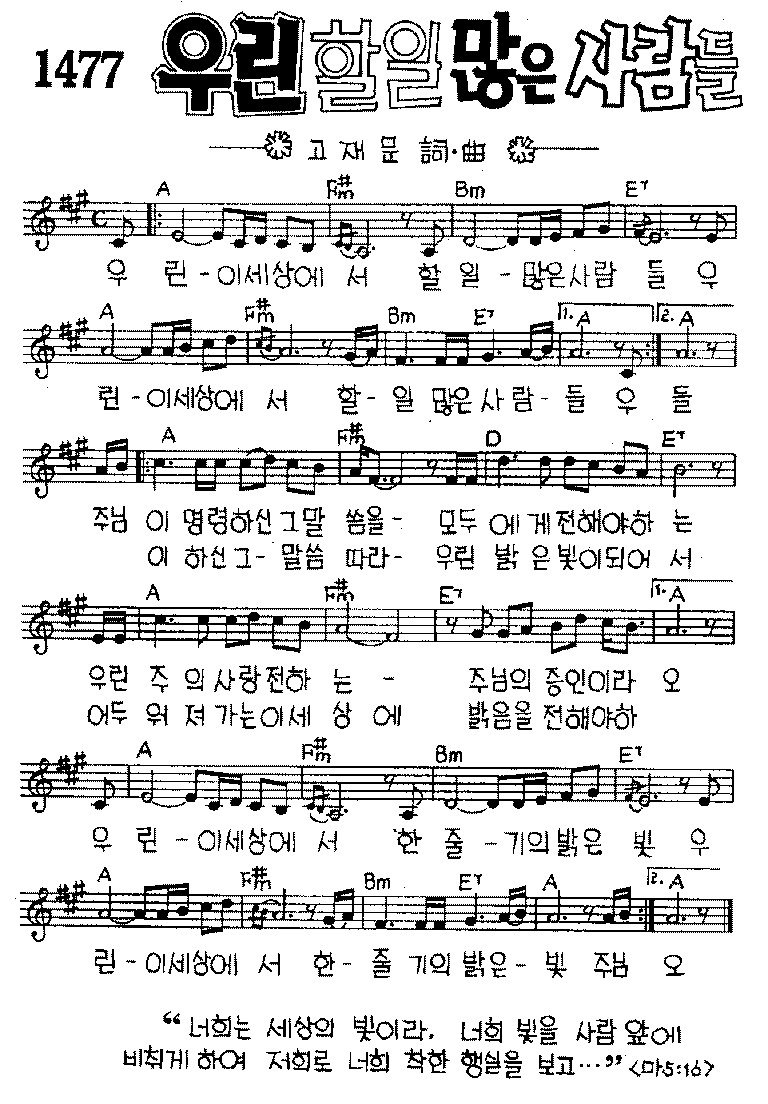 1477 우린 할일 많은 사람들
고 재 문 詞·曲
A F#m Bm E7
우 린 - 이세상에 서 할 일 - 많은사람 들 우
A F#m Bm E7 1. A 2. A
린 - 이세상에 서 할 - 일 많은사람 - 들 우 들
A F#m D E7
주님 이 명령하신그말 씀을 - 모두 에게전해야하 는
이 하신그 - 말씀 따라 - 우린 밝 은빛이되어 서
A F#m E7 1. A
우린 주 의사랑전하 는 - 주님의 증인이라 오
어두 워 져가는이세 상 에 밝음을전해야하
A F#m Bm E7
우 린 - 이세상에 서 한 줄 - 기의밝은 빛 우
A F#m Bm E7 A 2. A
린 - 이세상에 서 한 - 줄 기의밝은 - 빛 주님 오
“너희는 세상의 빛이라. 너희 빛을 사람 앞에
비취게 하여 저희로 너희 착한 행실을 보고…” <마5:16>